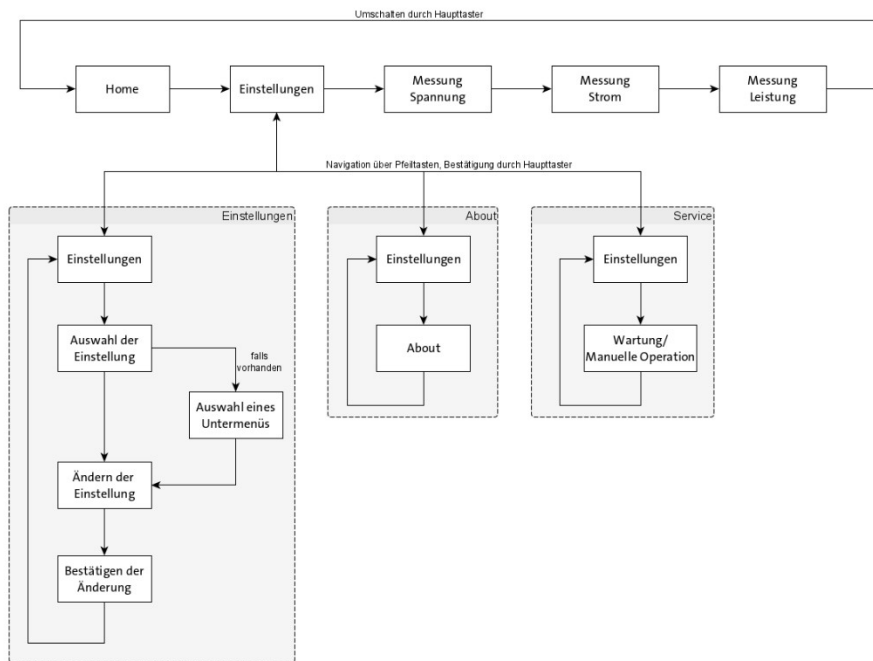 Umschalten durch Haupttaster
Home
Einstellungen
Messung
Spannung
Messung
Strom
Messung
Leistung
Navigation über Pfeiltasten, Bestätigung durch Haupttaster
Einstellungen
Einstellungen
Auswahl der
Einstellung
falls
vorhanden
Auswahl eines
Untermenüs
Ändern der
Einstellung
Bestätigen der
Änderung
About
Einstellungen
About
Service
Einstellungen
Wartung/
Manuelle Operation